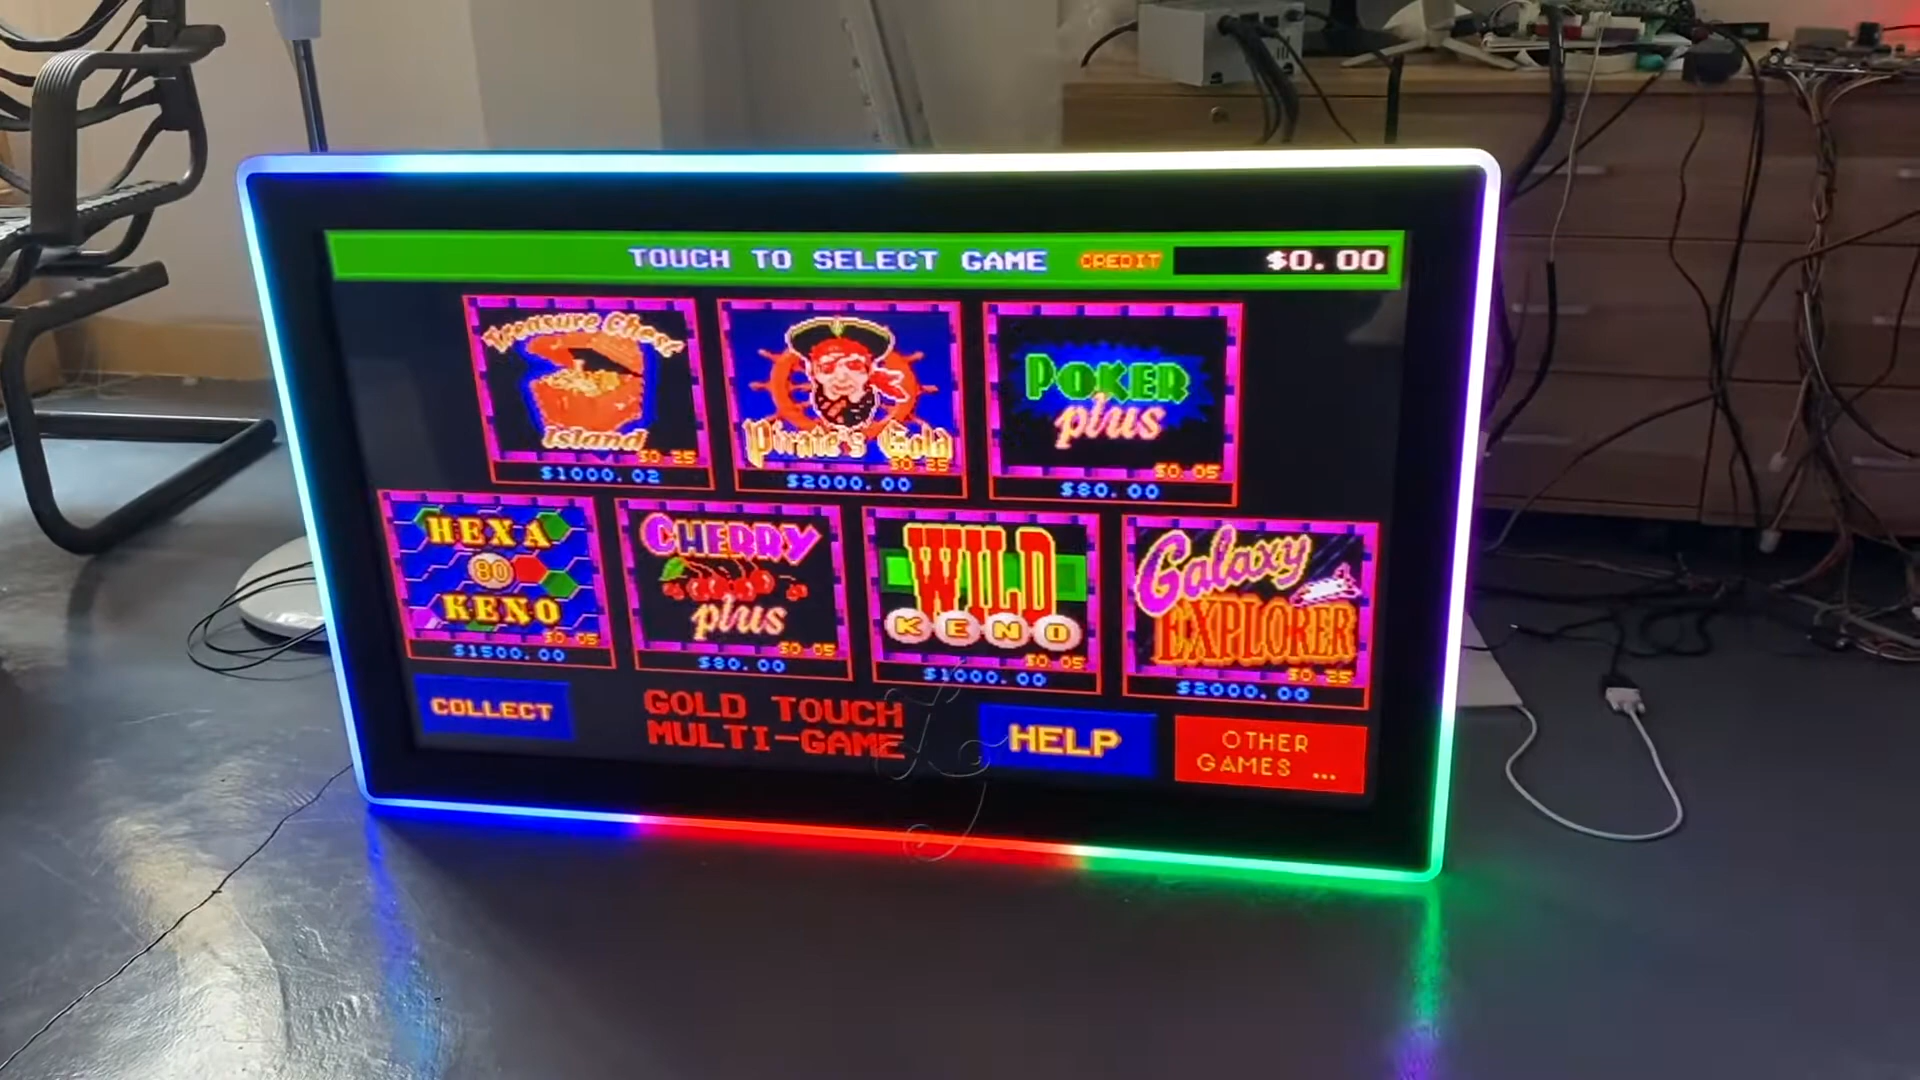 TOUCH TO SELECT GAME CREDIT $0.00
Treasure Chest
Island
$0.25
$1000.02
Pirate's Gold
$0.25
$2000.00
POKER
plus
$0.05
$80.00
HEXA
80
KENO
$0.05
$1500.00
CHERRY
plus
$0.05
$80.00
WILD
KENO
$0.05
$1000.00
Galaxy
EXPLORER
$0.25
$2000.00
COLLECT
GOLD TOUCH
MULTI-GAME
HELP
OTHER
GAMES ...